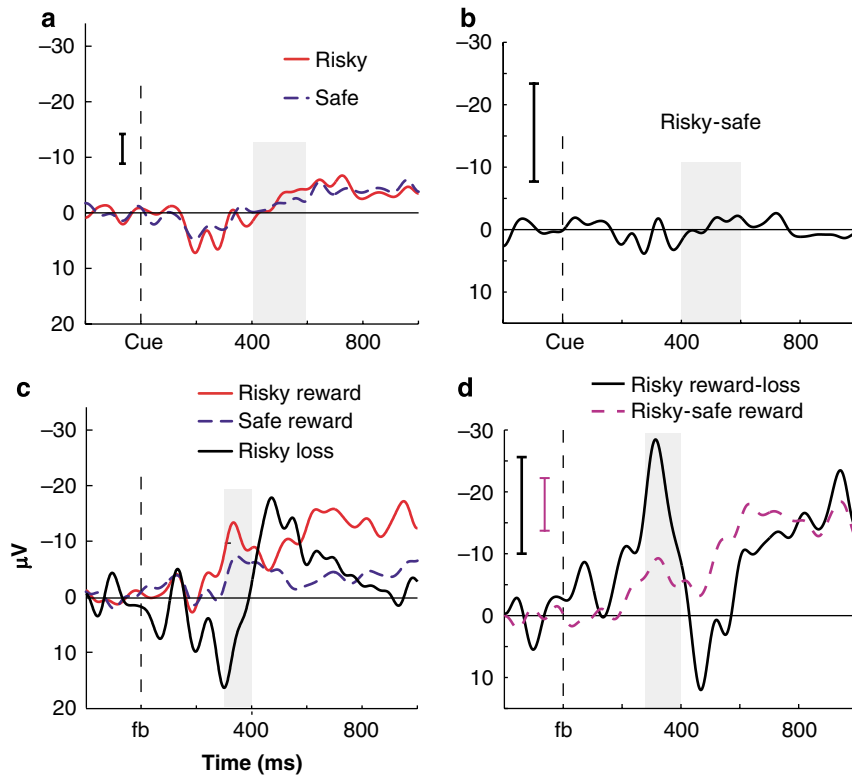 a
−30
−20
−10
0
10
20
Risky
Safe
Cue
400
800
b
−30
−20
−10
0
10
Risky-safe
Cue
400
800
c
Risky reward
Safe reward
Risky loss
−30
−20
−10
0
10
20
μV
fb
400
800
Time (ms)
d
Risky reward-loss
Risky-safe reward
−30
−20
−10
0
10
fb
400
800